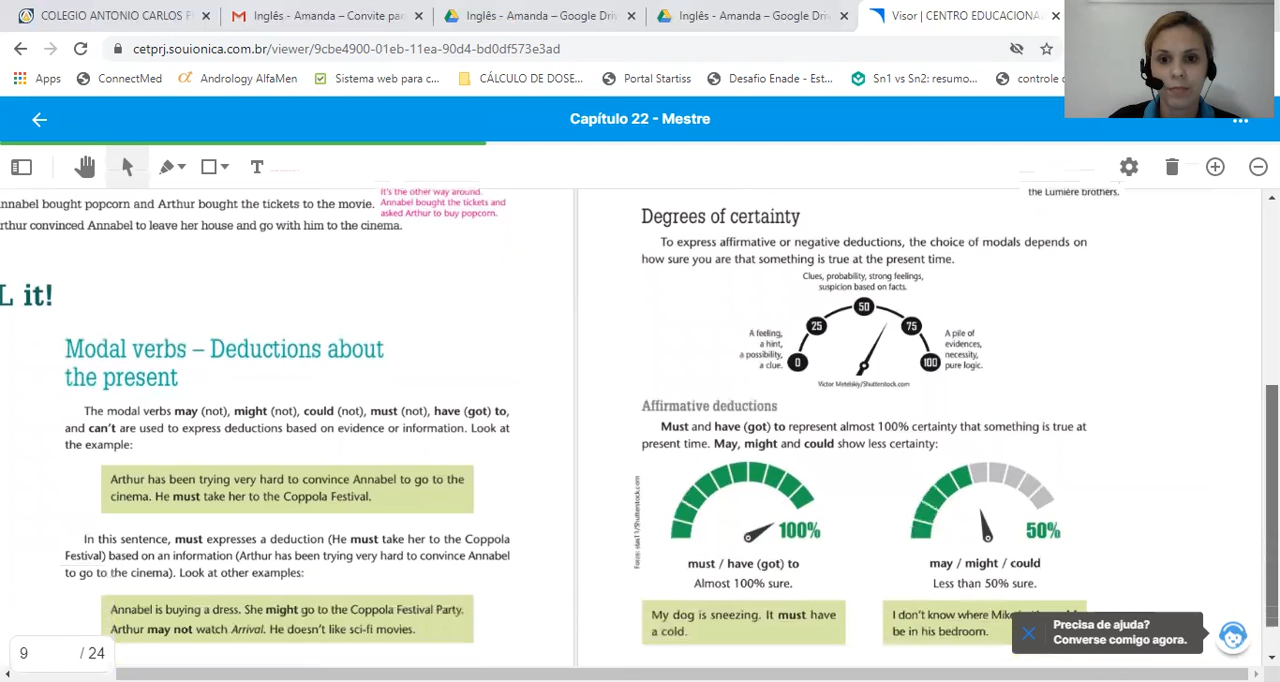 COLEGIO ANTONIO CARLOS
Inglês - Amanda – Convite par
Inglês - Amanda – Google Driv
Inglês - Amanda – Google Driv
Visor | CENTRO EDUCACIONA
cetprj.souionica.com.br/viewer/9cbe4900-01eb-11ea-90d4-bd0df573e3ad
Apps
ConnectMed
Andrology AlfaMen
Sistema web para c...
CÁLCULO DE DOSE...
Portal Startiss
Desafio Enade - Est...
Sn1 vs Sn2: resumo...
controle
Capítulo 22 - Mestre
T
nnabel bought popcorn and Arthur bought the tickets to the movie.
It's the other way around.
Annabel bought the tickets and
asked Arthur to buy popcorn.
rthur convinced Annabel to leave her house and go with him to the cinema.
L it!
Modal verbs – Deductions about
the present
The modal verbs may (not), might (not), could (not), must (not), have (got) to,
and can't are used to express deductions based on evidence or information. Look at
the example:
Arthur has been trying very hard to convince Annabel to go to the
cinema. He must take her to the Coppola Festival.
In this sentence, must expresses a deduction (He must take her to the Coppola
Festival) based on an information (Arthur has been trying very hard to convince Annabel
to go to the cinema). Look at other examples:
Annabel is buying a dress. She might go to the Coppola Festival Party.
Arthur may not watch Arrival. He doesn't like sci-fi movies.
9 / 24
the Lumière brothers.
Degrees of certainty
To express affirmative or negative deductions, the choice of modals depends on
how sure you are that something is true at the present time.
Clues, probability, strong feelings,
suspicion based on facts.
A feeling,
a hint,
a possibility,
a clue.
0
25
50
75
100
A pile of
evidences,
necessity,
pure logic.
Victor Metelskiy/Shutterstock.com
Affirmative deductions
Must and have (got) to represent almost 100% certainty that something is true at
present time. May, might and could show less certainty:
100%
must / have (got) to
Almost 100% sure.
My dog is sneezing. It must have
a cold.
50%
may / might / could
Less than 50% sure.
I don't know where
be in his bedroom.
Precisa de ajuda?
Converse comigo agora.